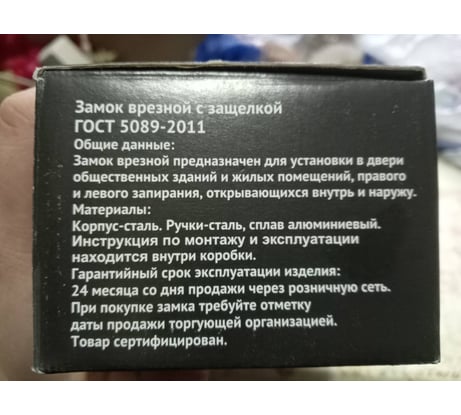 Замок врезной с защелкой
ГОСТ 5089-2011
Общие данные:
Замок врезной предназначен для установки в двери
общественных зданий и жилых помещений, правого
и левого запирания, открывающихся внутрь и наружу.
Материалы:
Корпус-сталь. Ручки-сталь, сплав алюминиевый.
Инструкция по монтажу и эксплуатации
находится внутри коробки.
Гарантийный срок эксплуатации изделия:
24 месяца со дня продажи через розничную сеть.
При покупке замка требуйте отметку
даты продажи торгующей организацией.
Товар сертифицирован.